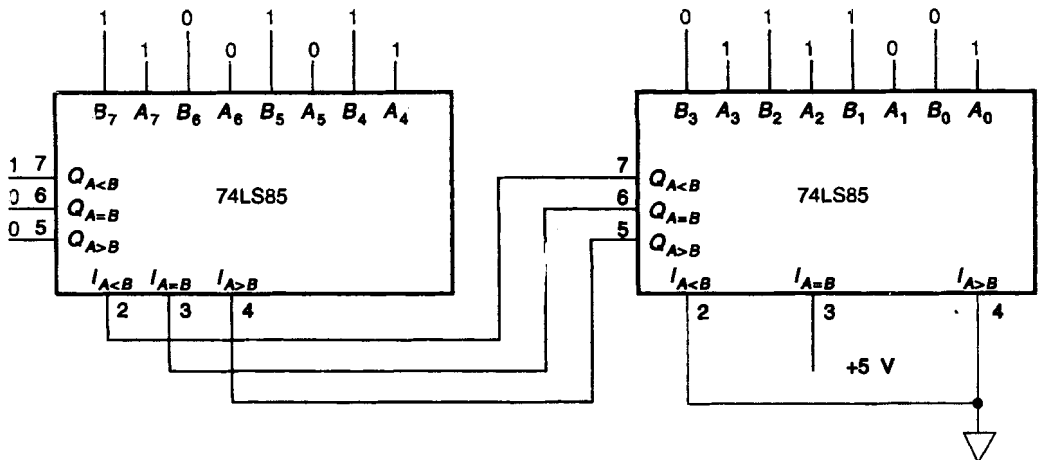 1 0 1 1 0 1 1 0
1 0 0 1 1 1 0 1
B7 A7 B6 A6 B5 A5 B4 A4
B3 A3 B2 A2 B1 A1 B0 A0
1 7 QA<B
0 6 QA=B
0 5 QA>B
74LS85
7 QA<B
6 QA=B
5 QA>B
74LS85
IA<B IA=B IA>B
2 3 4
IA<B IA=B IA>B
2 3 4
+5 V